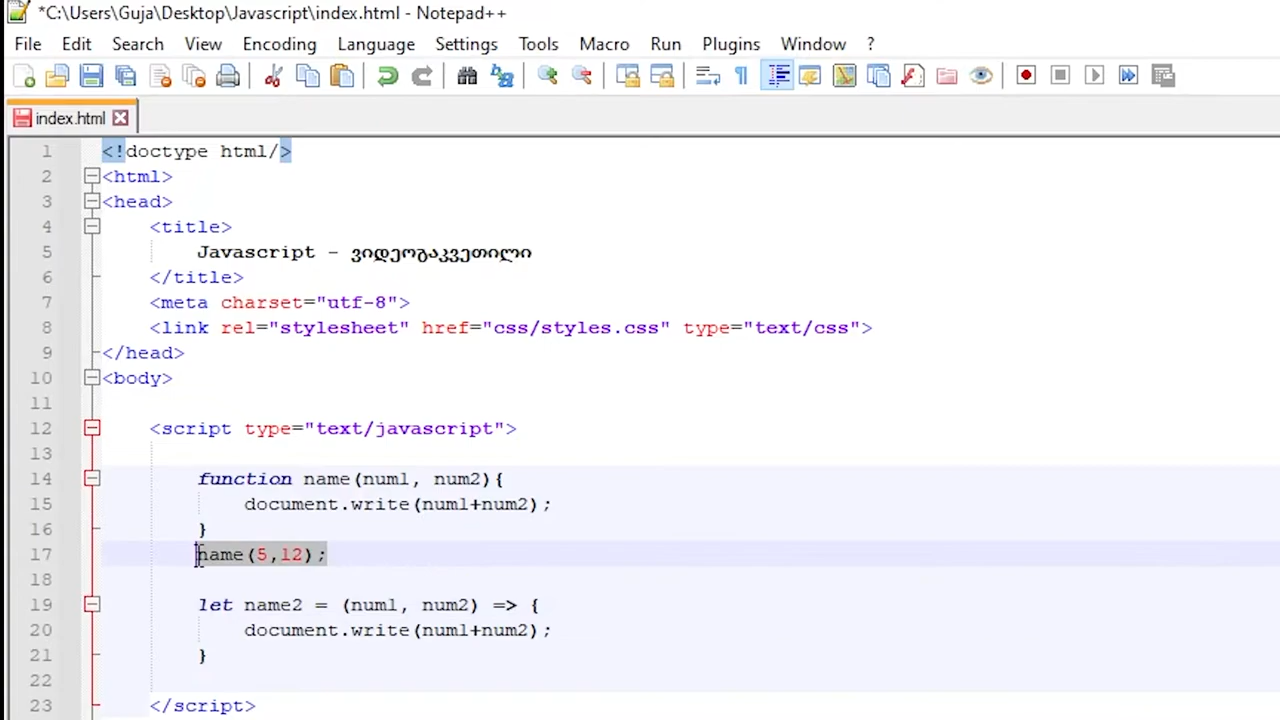 *C:\Users\Guja\Desktop\Javascript\index.html - Notepad++
File Edit Search View Encoding Language Settings Tools Macro Run Plugins Window ?
index.html
1 <!doctype html/>
2 <html>
3 <head>
4 <title>
5 Javascript - ვიდეოგაკვეთილი
6 </title>
7 <meta charset="utf-8">
8 <link rel="stylesheet" href="css/styles.css" type="text/css">
9 </head>
10 <body>
11
12 <script type="text/javascript">
13
14 function name(num1, num2){
15 document.write(num1+num2);
16 }
17 name(5,12);
18
19 let name2 = (num1, num2) => {
20 document.write(num1+num2);
21 }
22
23 </script>